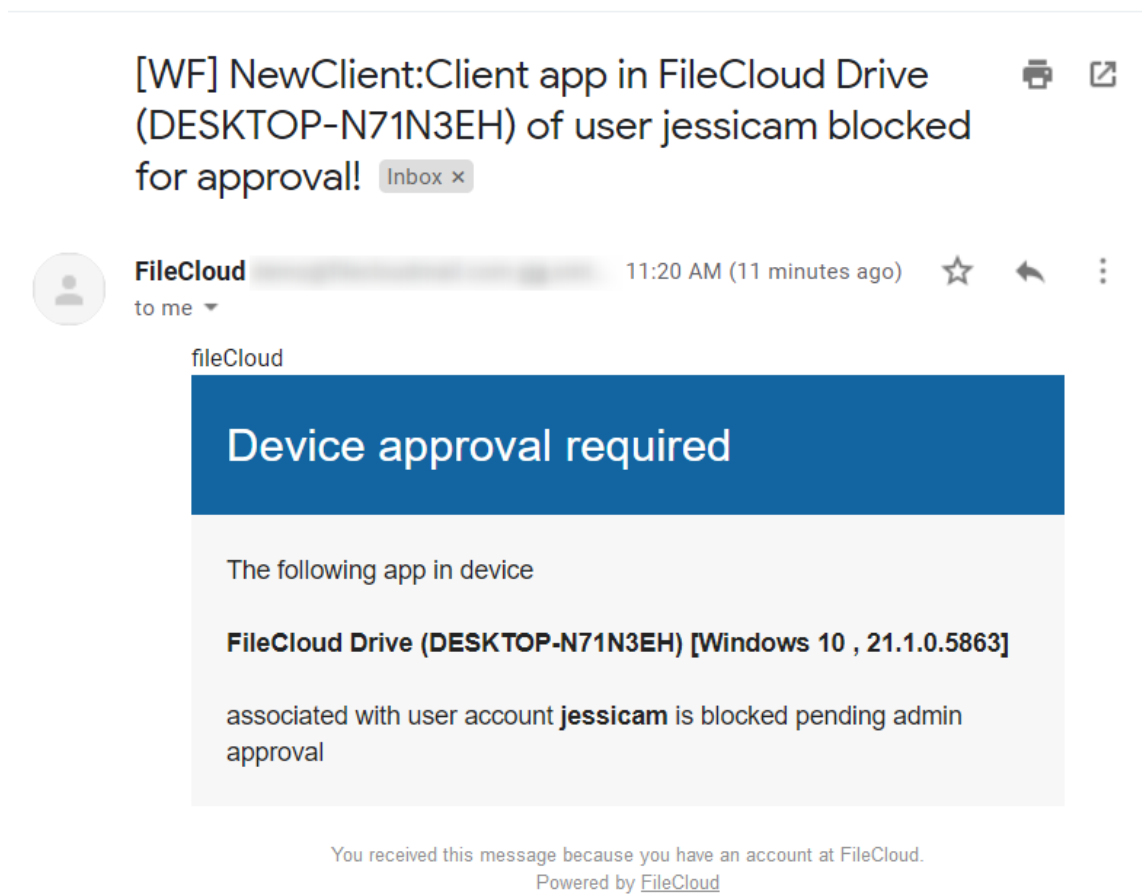 [WF] NewClient:Client app in FileCloud Drive
(DESKTOP-N71N3EH) of user jessicam blocked
for approval! Inbox ×
FileCloud 11:20 AM (11 minutes ago)
to me
fileCloud
Device approval required
The following app in device
FileCloud Drive (DESKTOP-N71N3EH) [Windows 10 , 21.1.0.5863]
associated with user account jessicam is blocked pending admin
approval
You received this message because you have an account at FileCloud.
Powered by FileCloud